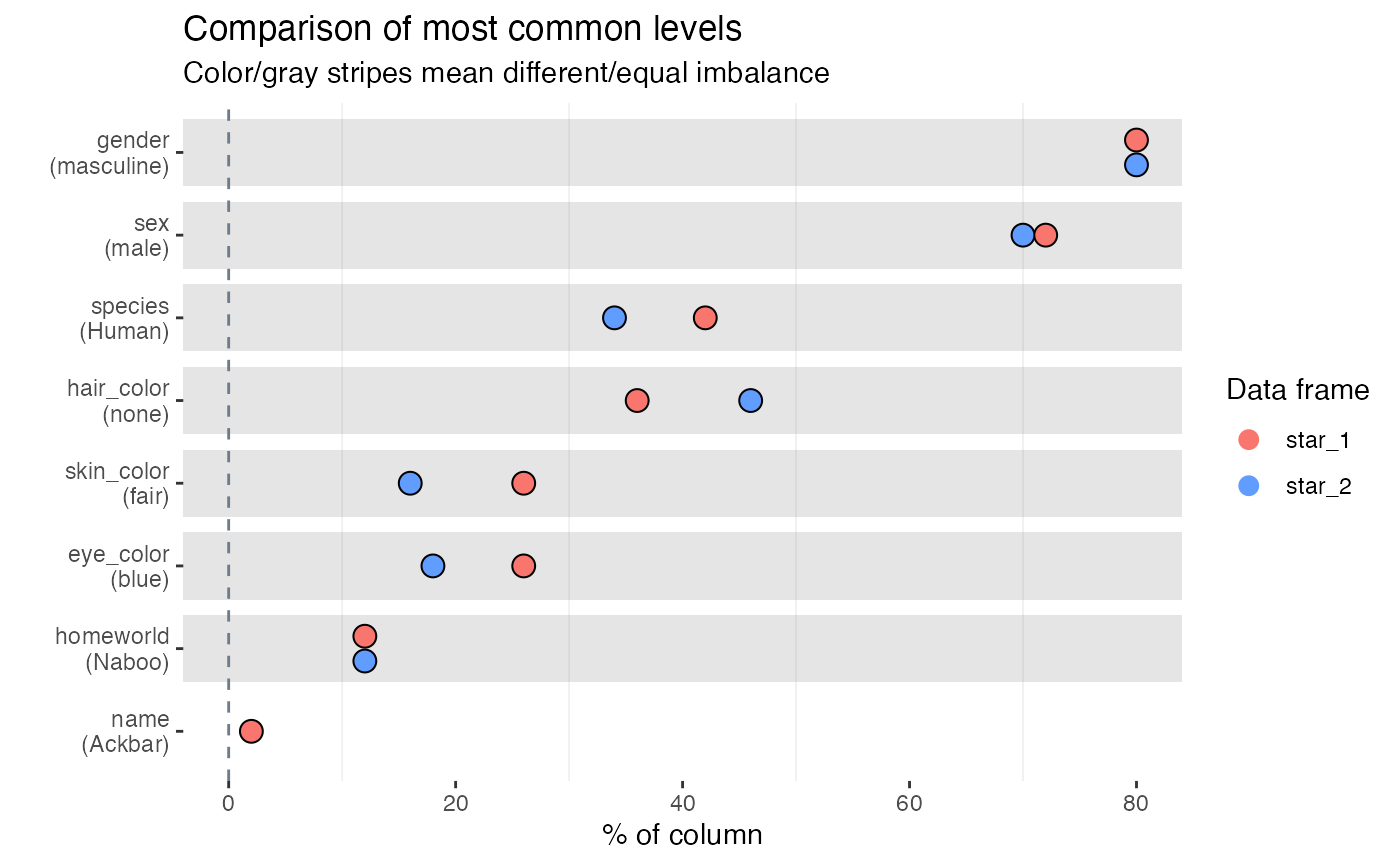 Comparison of most common levels
Color/gray stripes mean different/equal imbalance
gender
(masculine)
sex
(male)
species
(Human)
hair_color
(none)
skin_color
(fair)
eye_color
(blue)
homeworld
(Naboo)
name
(Ackbar)
0 20 40 60 80
% of column
Data frame
star_1
star_2